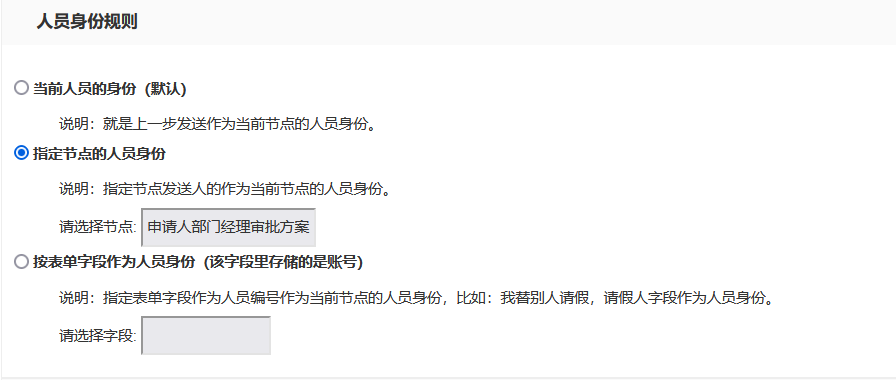 人员身份规则
当前人员的身份（默认）
说明：就是上一步发送作为当前节点的人员身份。
指定节点的人员身份
说明：指定节点发送人的作为当前节点的人员身份。
请选择节点: 申请人部门经理审批方案
按表单字段作为人员身份（该字段里存储的是账号）
说明：指定表单字段作为人员编号作为当前节点的人员身份，比如：我替别人请假，请假人字段作为人员身份。
请选择字段: